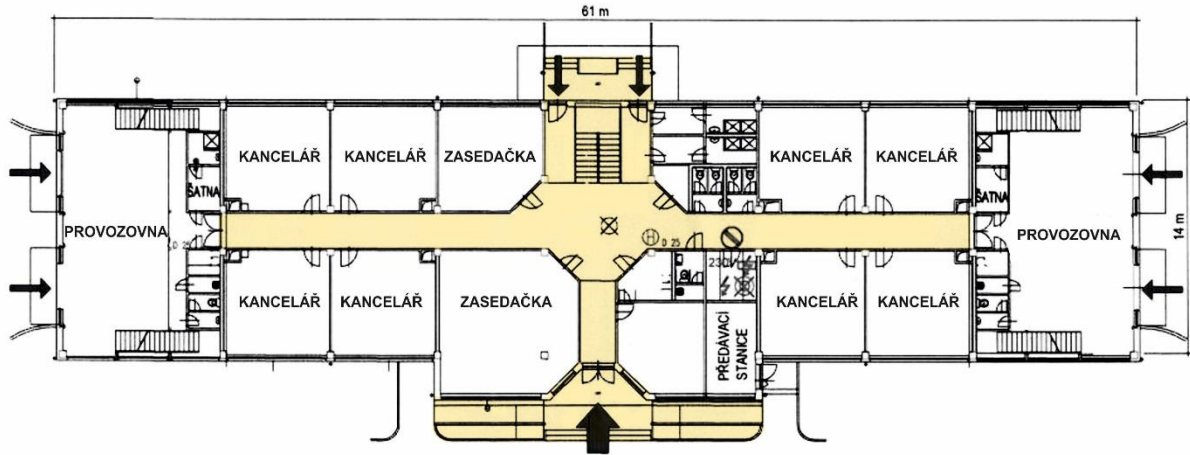 61 m
KANCELÁŘ
KANCELÁŘ
ZASEDAČKA
KANCELÁŘ
KANCELÁŘ
ŠATNA
ŠATNA
PROVOZOVNA
PROVOZOVNA
14 m
D 25
H
D 25
230V
KANCELÁŘ
KANCELÁŘ
ZASEDAČKA
KANCELÁŘ
KANCELÁŘ
PŘEDÁVACÍ
STANICE